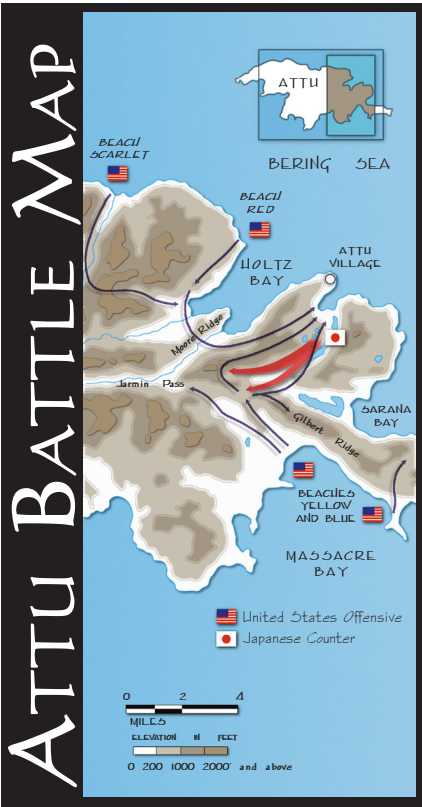 ATTU BATTLE MAP
ATTU
BERING SEA
BEACH
SCARLET
BEACH
RED
HOLTZ
BAY
ATTU
VILLAGE
Moore Ridge
Jarmin Pass
Gilbert Ridge
SARANA
BAY
BEACHES
YELLOW
AND BLUE
MASSACRE
BAY
United States Offensive
Japanese Counter
0 2 4
MILES
ELEVATION IN FEET
0 200 1000 2000' and above